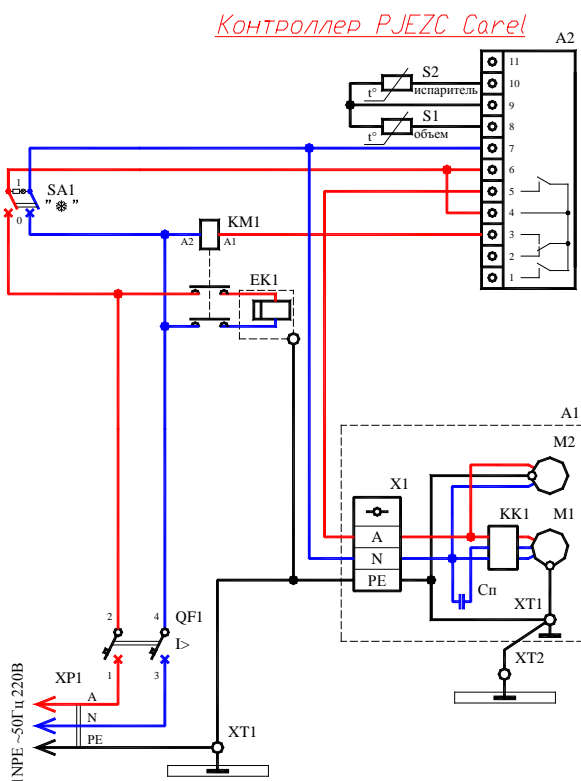 Контроллер PJEZC Carel
A2
S2
испаритель
t°
S1
объем
t°
11
10
9
8
7
6
5
4
3
2
1
1
SA1
" ❄ "
0
KM1
A2
A1
EK1
A1
M2
X1
KK1
M1
A
N
PE
Сп
XT1
XT2
2
4
QF1
I>
1
3
XP1
A
N
PE
XT1
1NPE ~50Гц 220В